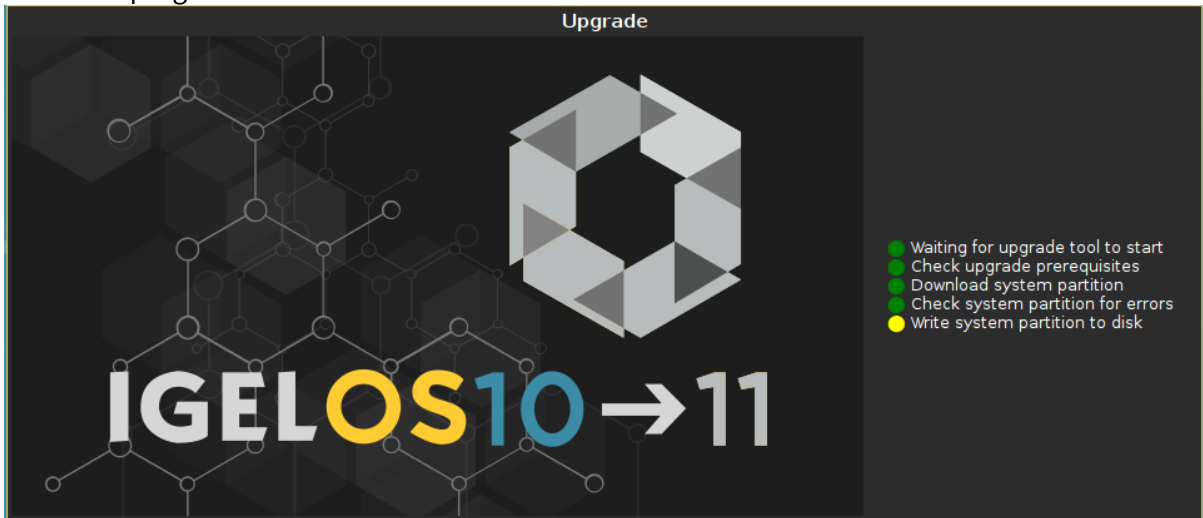 Upgrade
Waiting for upgrade tool to start
Check upgrade prerequisites
Download system partition
Check system partition for errors
Write system partition to disk
IGELOS10→11